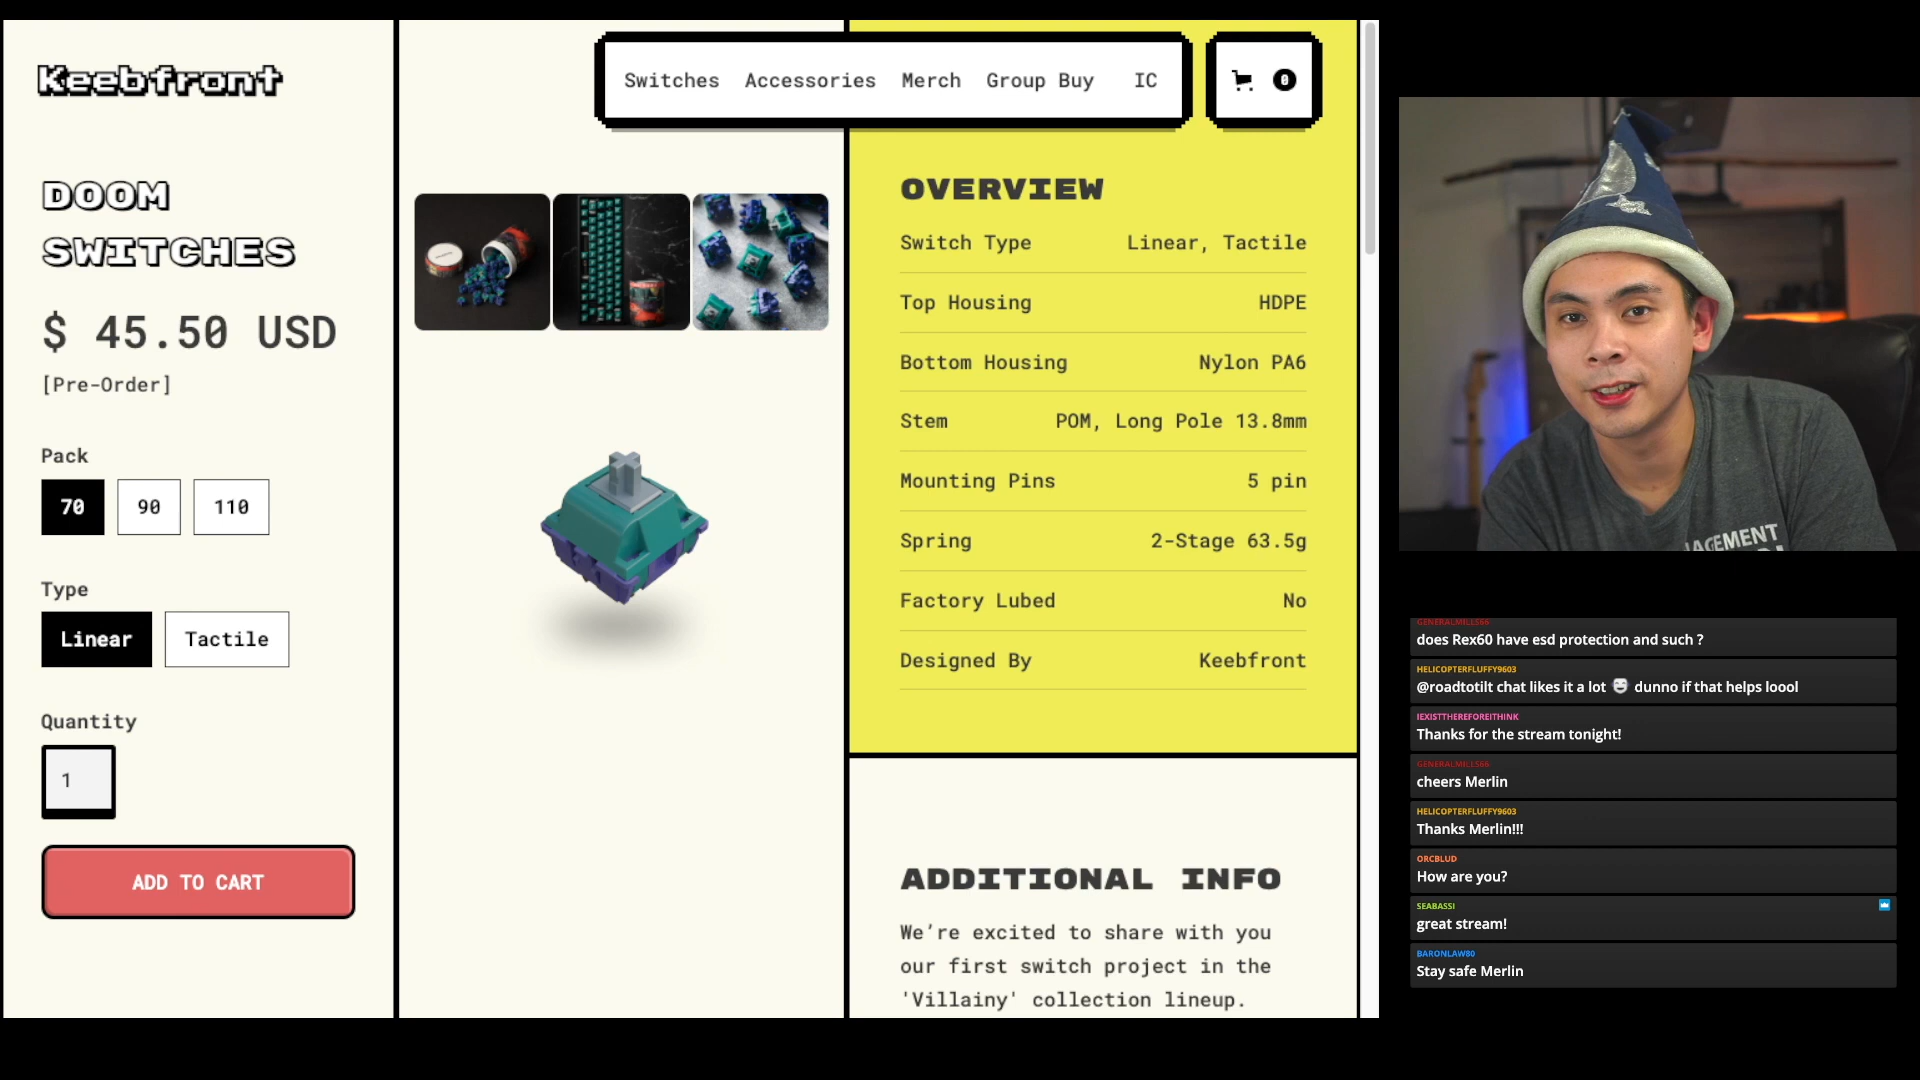 Keebfront
Switches Accessories Merch Group Buy IC 0
DOOM
SWITCHES
$ 45.50 USD
[Pre-Order]
Pack
70 90 110
Type
Linear Tactile
Quantity
1
ADD TO CART
OVERVIEW
Switch Type Linear, Tactile
Top Housing HDPE
Bottom Housing Nylon PA6
Stem POM, Long Pole 13.8mm
Mounting Pins 5 pin
Spring 2-Stage 63.5g
Factory Lubed No
Designed By Keebfront
ADDITIONAL INFO
We’re excited to share with you
our first switch project in the
'Villainy' collection lineup.
AGEMENT
GENERALMILLS66
does Rex60 have esd protection and such ?
HELICOPTERFLUFFY9603
@roadtotilt chat likes it a lot dunno if that helps loool
IEXISTTHEREFOREITHINK
Thanks for the stream tonight!
GENERALMILLS66
cheers Merlin
HELICOPTERFLUFFY9603
Thanks Merlin!!!
ORCBLUD
How are you?
SEABASSI
great stream!
BARONLAW80
Stay safe Merlin